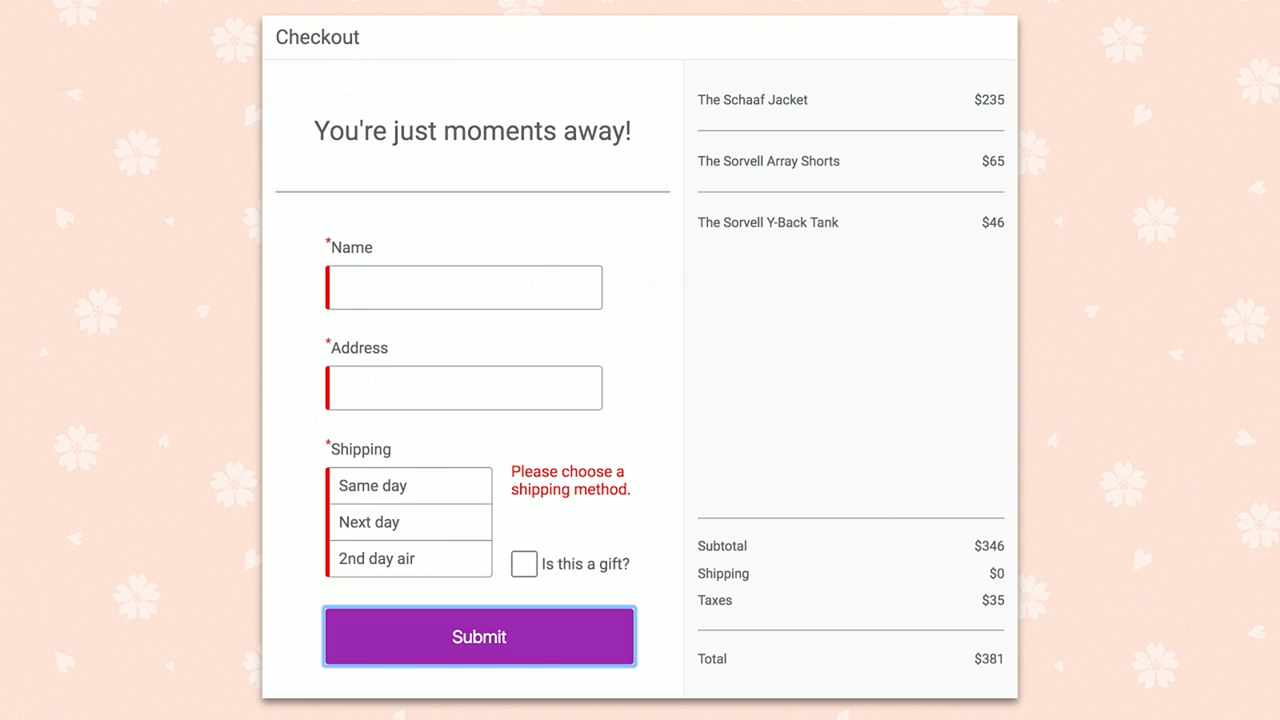 Checkout
You're just moments away!
*Name
*Address
*Shipping
Same day
Next day
2nd day air
Please choose a
shipping method.
Is this a gift?
Submit
The Schaaf Jacket $235
The Sorvell Array Shorts $65
The Sorvell Y-Back Tank $46
Subtotal $346
Shipping $0
Taxes $35
Total $381